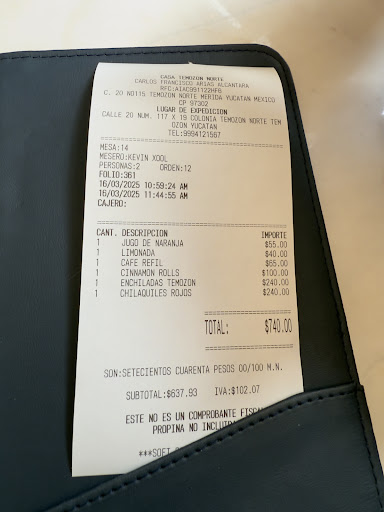 CASA TEMOZON NORTE
CARLOS FRANCISCO ARIAS ALCANTARA
RFC:AIAC991122HF6
C. 20 NO115 TEMOZON NORTE MERIDA YUCATAN MEXICO
CP 97302
LUGAR DE EXPEDICION
CALLE 20 NUM. 117 X 19 COLONIA TEMOZON NORTE TEM
OZON YUCATAN
TEL:9994121567
MESA:14
MESERO:KEVIN XOOL
PERSONAS:2 ORDEN:12
FOLIO:361
16/03/2025 10:59:24 AM
16/03/2025 11:44:55 AM
CAJERO:
CANT. DESCRIPCION IMPORTE
1 JUGO DE NARANJA $55.00
1 LIMONADA $40.00
1 CAFE REFIL $65.00
1 CINNAMON ROLLS $100.00
1 ENCHILADAS TEMOZON $240.00
1 CHILAQUILES ROJOS $240.00
TOTAL: $740.00
SON:SETECIENTOS CUARENTA PESOS 00/100 M.N.
SUBTOTAL:$637.93 IVA:$102.07
ESTE NO ES UN COMPROBANTE FISC
PROPINA NO INCLUID
***SOFT